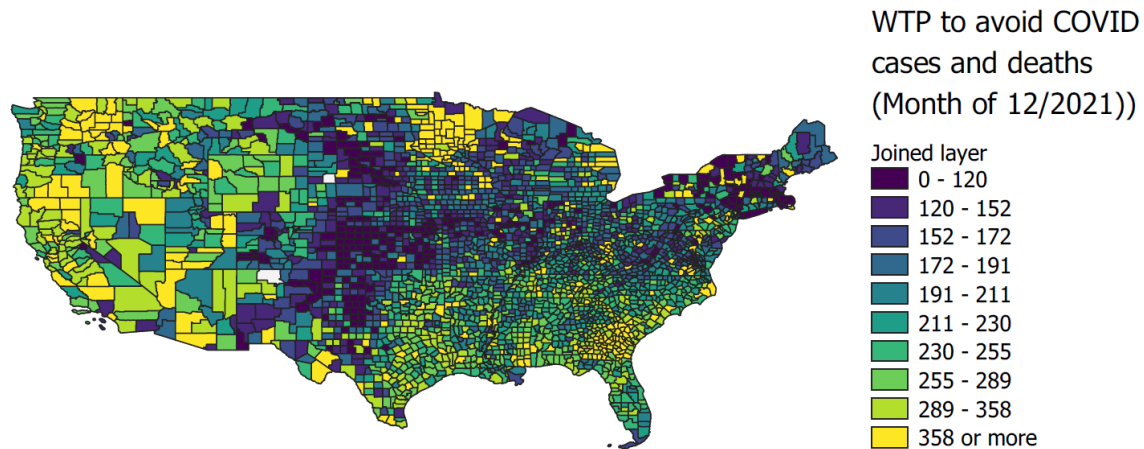 WTP to avoid COVID
cases and deaths
(Month of 12/2021))
Joined layer
0 - 120
120 - 152
152 - 172
172 - 191
191 - 211
211 - 230
230 - 255
255 - 289
289 - 358
358 or more